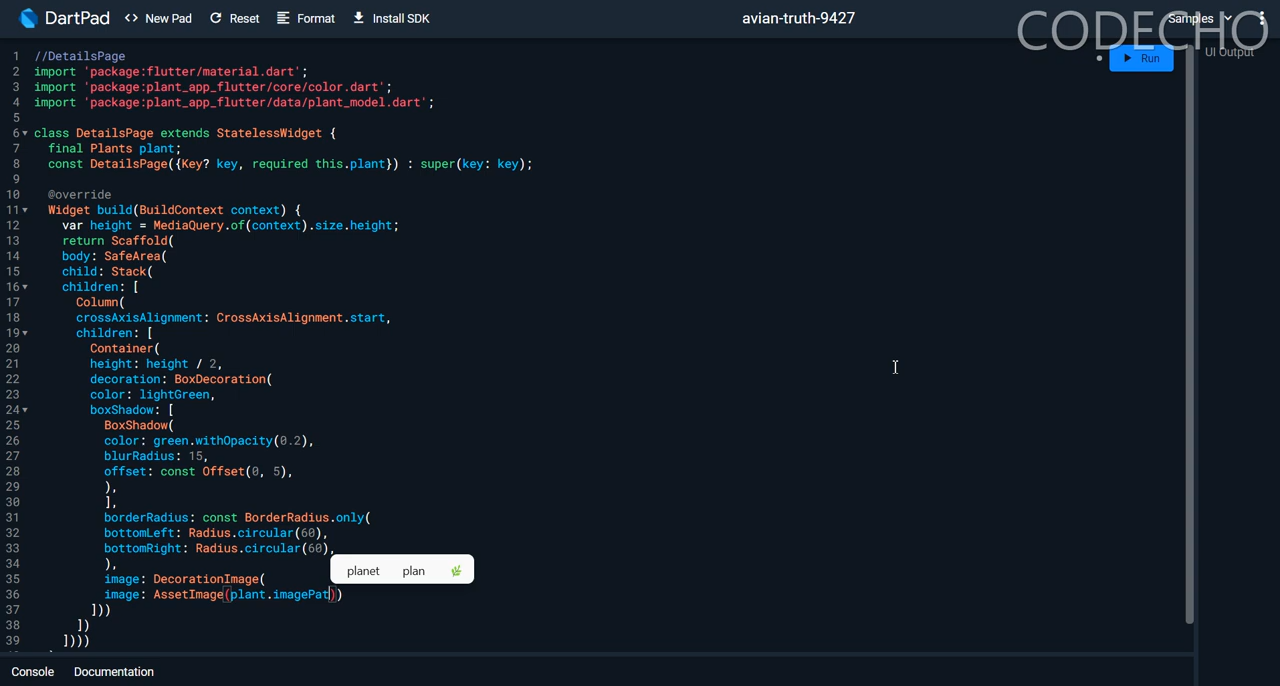 DartPad <> New Pad Reset Format Install SDK avian-truth-9427 Samples
CODECHO
Run
UI Output
1 //DetailsPage
2 import 'package:flutter/material.dart';
3 import 'package:plant_app_flutter/core/color.dart';
4 import 'package:plant_app_flutter/data/plant_model.dart';
5
6 class DetailsPage extends StatelessWidget {
7 final Plants plant;
8 const DetailsPage({Key? key, required this.plant}) : super(key: key);
9
10 @override
11 Widget build(BuildContext context) {
12 var height = MediaQuery.of(context).size.height;
13 return Scaffold(
14 body: SafeArea(
15 child: Stack(
16 children: [
17 Column(
18 crossAxisAlignment: CrossAxisAlignment.start,
19 children: [
20 Container(
21 height: height / 2,
22 decoration: BoxDecoration(
23 color: lightGreen,
24 boxShadow: [
25 BoxShadow(
26 color: green.withOpacity(0.2),
27 blurRadius: 15,
28 offset: const Offset(0, 5),
29 ),
30 ],
31 borderRadius: const BorderRadius.only(
32 bottomLeft: Radius.circular(60),
33 bottomRight: Radius.circular(60),
34 ),
planet plan 🌿
35 image: DecorationImage(
36 image: AssetImage(plant.imagePat))
37 ]))
38 ])
39 ])))
Console Documentation